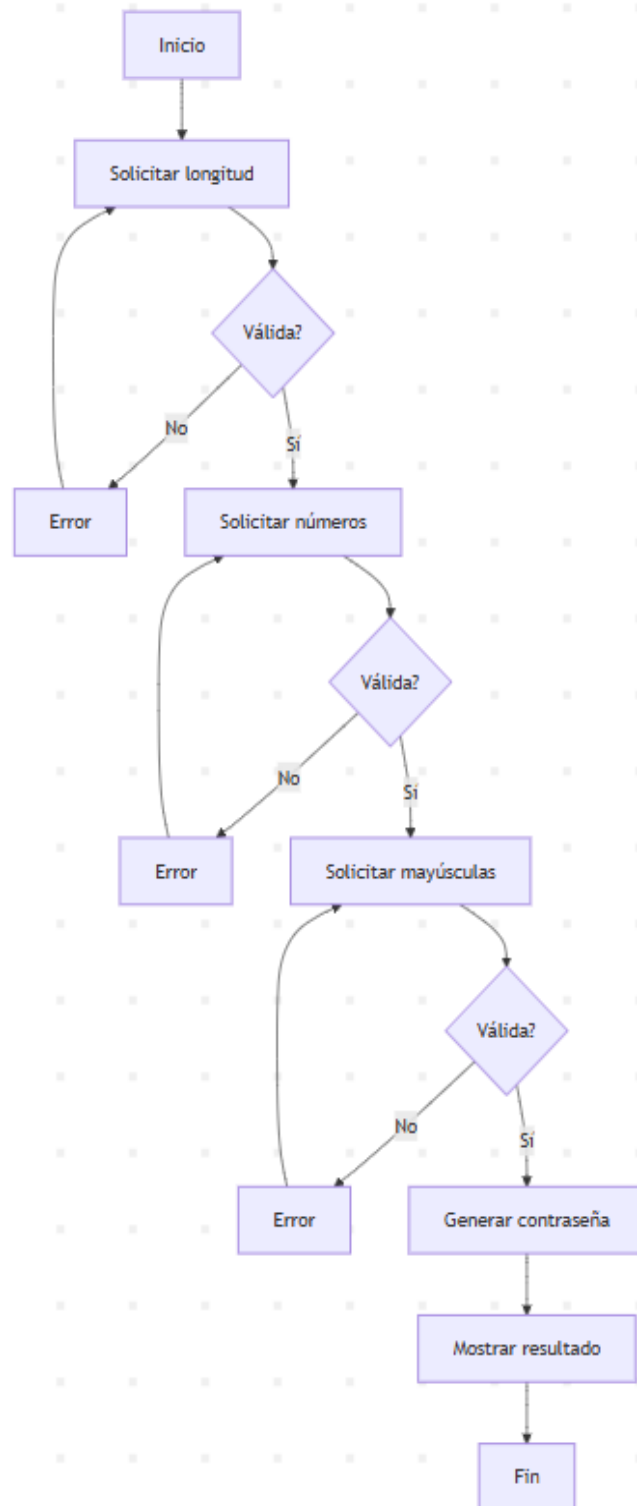 Inicio
Solicitar longitud
Válida?
No
Sí
Error
Solicitar números
Válida?
No
Sí
Error
Solicitar mayúsculas
Válida?
No
Sí
Error
Generar contraseña
Mostrar resultado
Fin